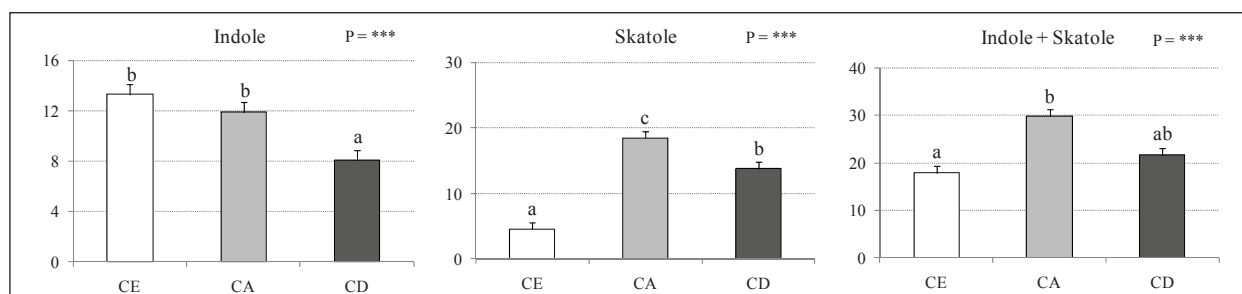 Indole P = ***
16
12
8
4
0
b
b
a
CE CA CD
Skatole P = ***
30
20
10
0
a
c
b
CE CA CD
Indole + Skatole P = ***
40
30
20
10
0
a
b
ab
CE CA CD